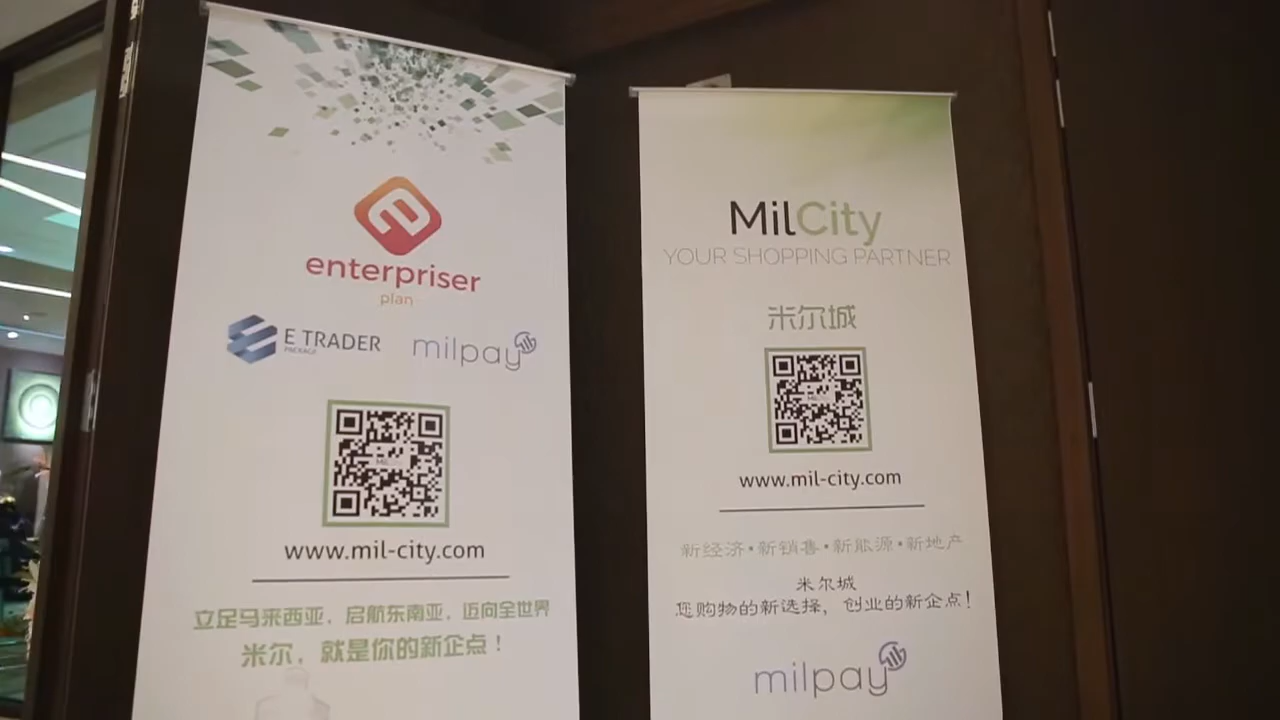 enterpriser
plan
E TRADER
PACKAGE
milpay
www.mil-city.com
立足马来西亚，启航东南亚，迈向全世界
米尔，就是你的新企点！
MilCity
YOUR SHOPPING PARTNER
米尔城
www.mil-city.com
新经济•新销售•新能源•新地产
米尔城
您购物的新选择，创业的新企点！
milpay